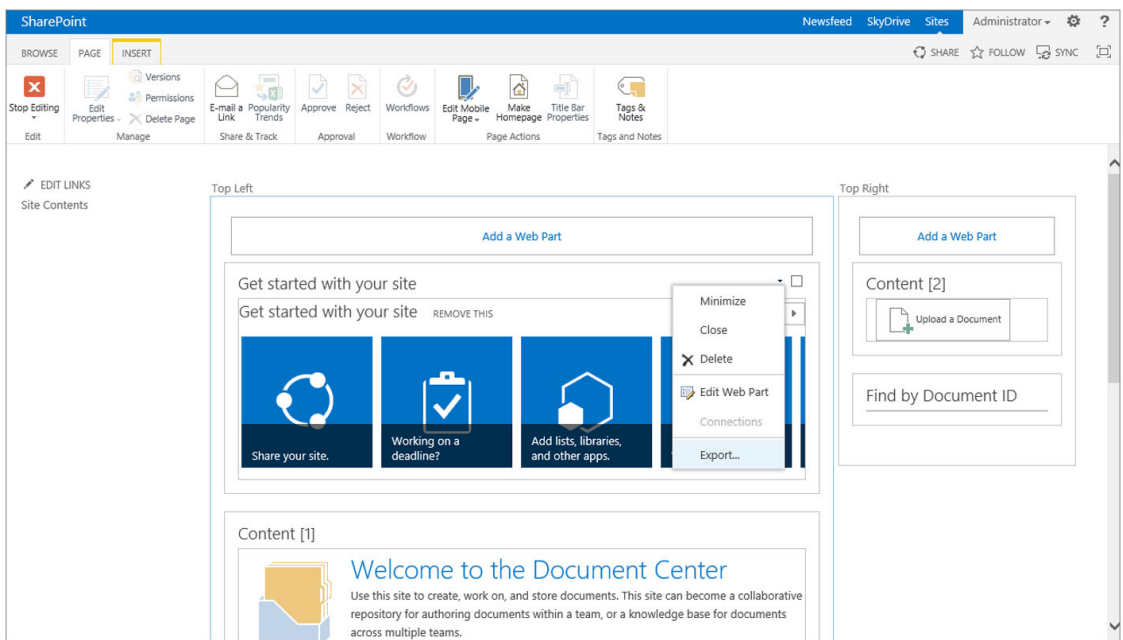 SharePoint
Newsfeed SkyDrive Sites Administrator ?
BROWSE PAGE INSERT
SHARE FOLLOW SYNC
Stop Editing
Edit Properties
Versions
Permissions
Delete Page
E-mail a Link
Popularity Trends
Approve
Reject
Workflows
Edit Mobile Page
Make Homepage
Title Bar Properties
Tags & Notes
Edit
Manage
Share & Track
Approval
Workflow
Page Actions
Tags and Notes
EDIT LINKS
Site Contents
Top Left
Add a Web Part
Get started with your site
Get started with your site REMOVE THIS
Share your site.
Working on a
deadline?
Add lists, libraries,
and other apps.
Minimize
Close
Delete
Edit Web Part
Connections
Export...
Content [1]
Welcome to the Document Center
Use this site to create, work on, and store documents. This site can become a collaborative
repository for authoring documents within a team, or a knowledge base for documents
across multiple teams.
Top Right
Add a Web Part
Content [2]
Upload a Document
Find by Document ID